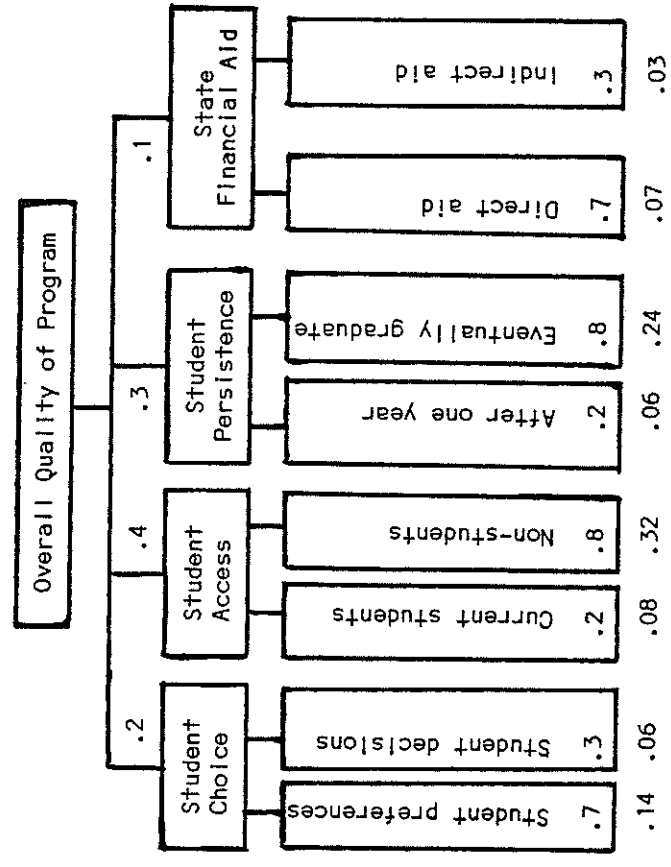 Overall Quality of Program
.2
.4
.3
.1
Student
Choice
Student
Access
Student
Persistence
State
Financial Aid
Student preferences
Student decisions
Current students
Non-students
After one year
Eventually graduate
Direct aid
Indirect aid
.7
.3
.2
.8
.2
.8
.7
.3
.14
.06
.08
.32
.06
.24
.07
.03